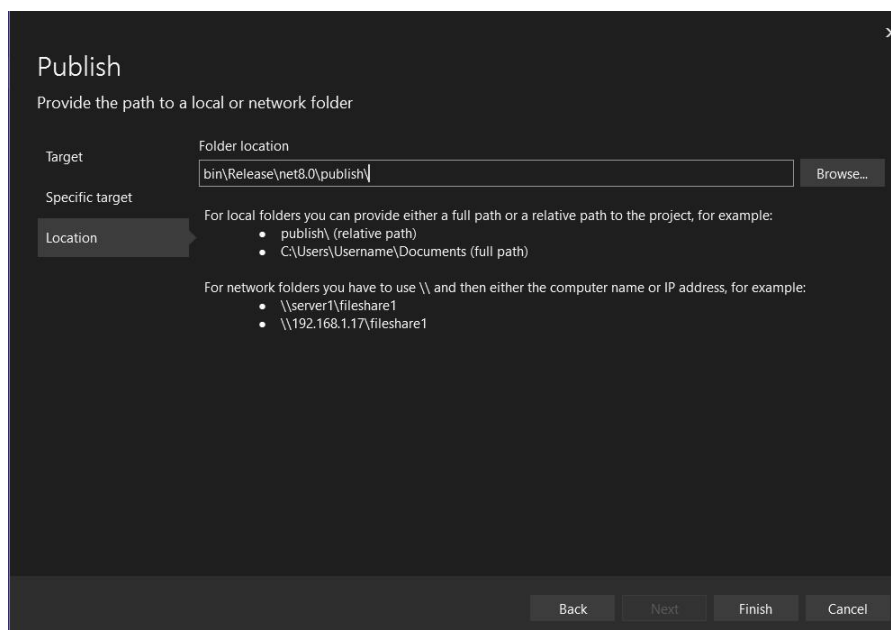 Publish
Provide the path to a local or network folder
Target
Specific target
Location
Folder location
bin\Release\net8.0\publish\
Browse...
For local folders you can provide either a full path or a relative path to the project, for example:
• publish\ (relative path)
• C:\Users\Username\Documents (full path)
For network folders you have to use \\ and then either the computer name or IP address, for example:
• \\server1\fileshare1
• \\192.168.1.17\fileshare1
Back
Next
Finish
Cancel